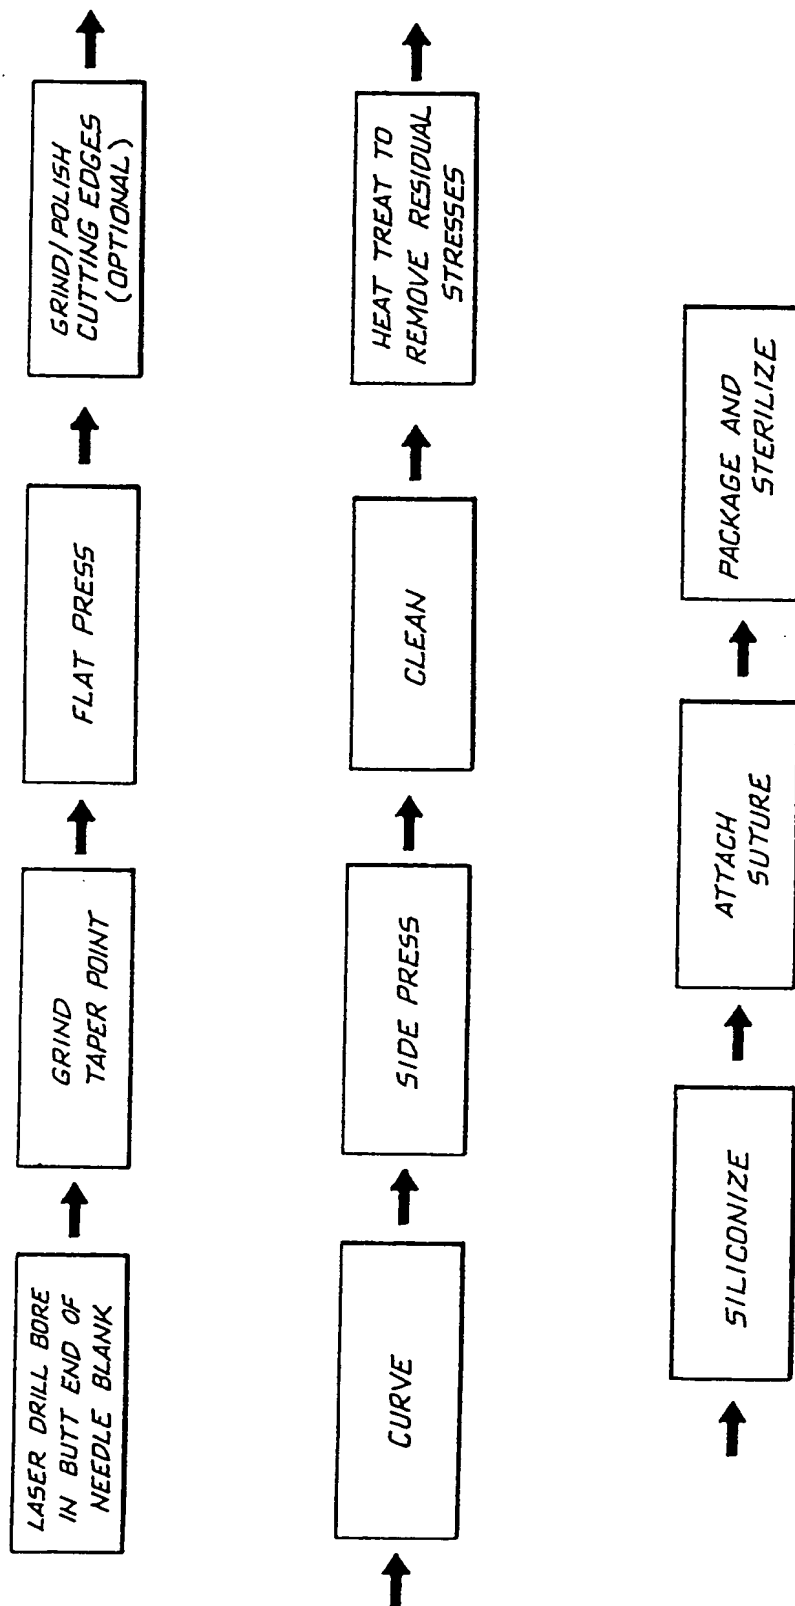 LASER DRILL BORE
IN BUTT END OF
NEEDLE BLANK
GRIND
TAPER POINT
FLAT PRESS
GRIND/POLISH
CUTTING EDGES
(OPTIONAL)
CURVE
SIDE PRESS
CLEAN
HEAT TREAT TO
REMOVE RESIDUAL
STRESSES
SILICONIZE
ATTACH
SUTURE
PACKAGE AND
STERILIZE